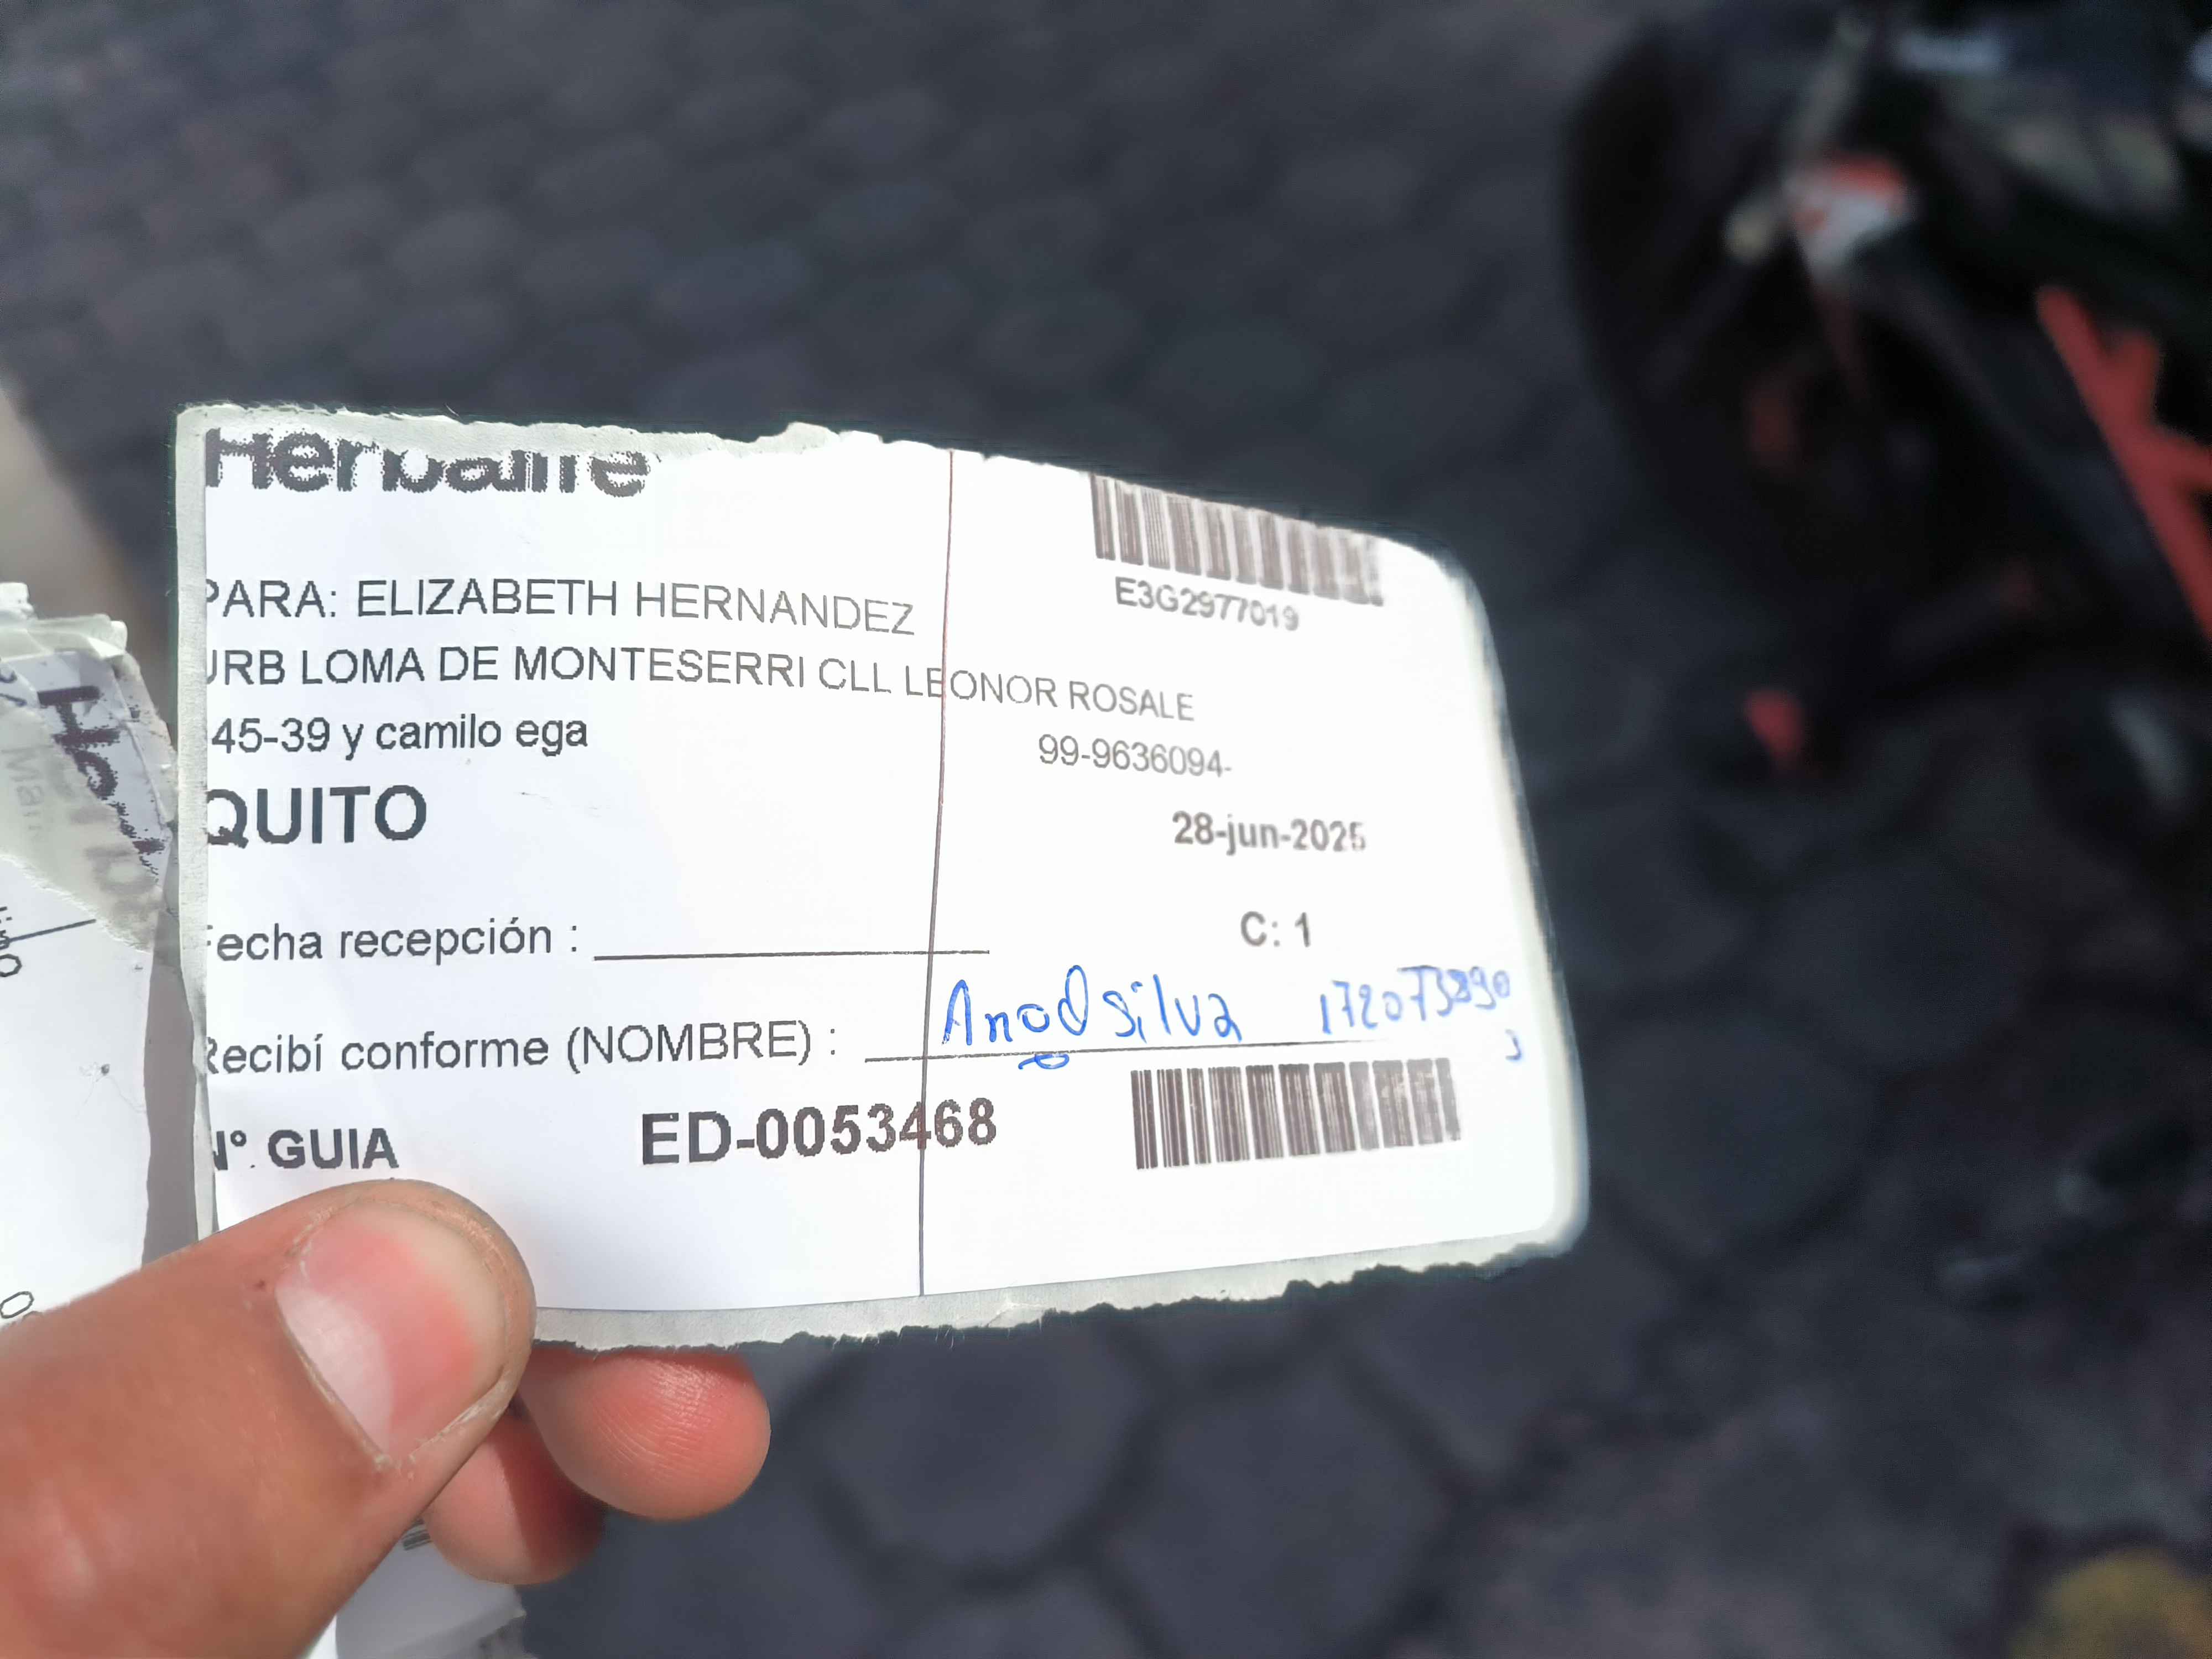 Herbalife
E3G2977019
PARA: ELIZABETH HERNANDEZ
URB LOMA DE MONTESERRI CLL LEONOR ROSALE
45-39 y camilo ega
99-9636094-
QUITO
28-jun-2025
Fecha recepción :
C: 1
Recibí conforme (NOMBRE) : silva
N° GUIA ED-0053468